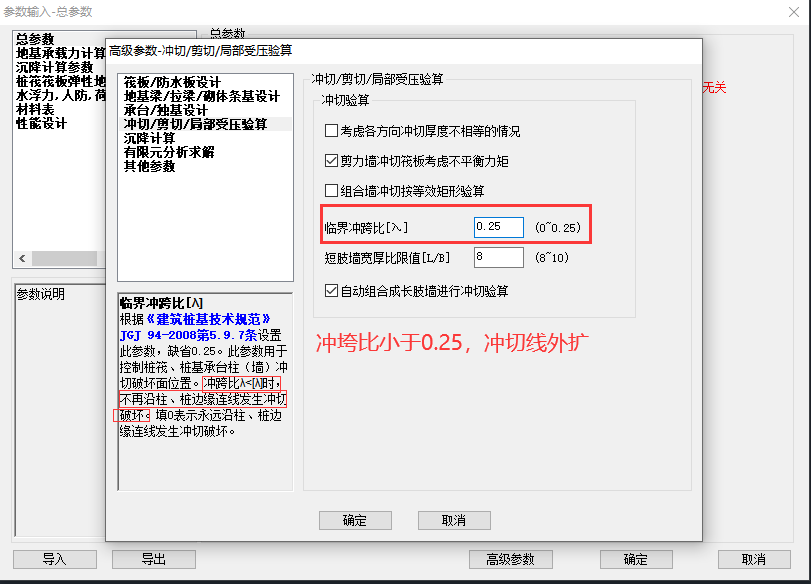 参数输入-总参数
总参数
地基承载力计算
沉降计算参数
桩筏筏板弹性地
水浮力,人防,荷
材料表
性能设计
总参数
无关
参数说明
高级参数-冲切/剪切/局部受压验算
筏板/防水板设计
地基梁/拉梁/砌体条基设计
承台/独基设计
冲切/剪切/局部受压验算
沉降计算
有限元分析求解
其他参数
临界冲跨比[λ]
根据《建筑桩基技术规范》
JGJ 94-2008第5.9.7条设置
此参数，缺省0.25。此参数用于
控制桩筏、桩基承台柱（墙）冲
切破坏面位置。冲跨比λ<[λ]时,
不再沿柱、桩边缘连线发生冲切
破坏。填0表示永远沿柱、桩边
缘连线发生冲切破坏。
冲切/剪切/局部受压验算
冲切验算
考虑各方向冲切厚度不相等的情况
剪力墙冲切筏板考虑不平衡力矩
组合墙冲切按等效矩形验算
临界冲跨比[λ] 0.25 (0~0.25)
短肢墙宽厚比限值[L/B] 8 (8~10)
自动组合成长肢墙进行冲切验算
冲垮比小于0.25，冲切线外扩
确定 取消
导入 导出 高级参数 确定 取消